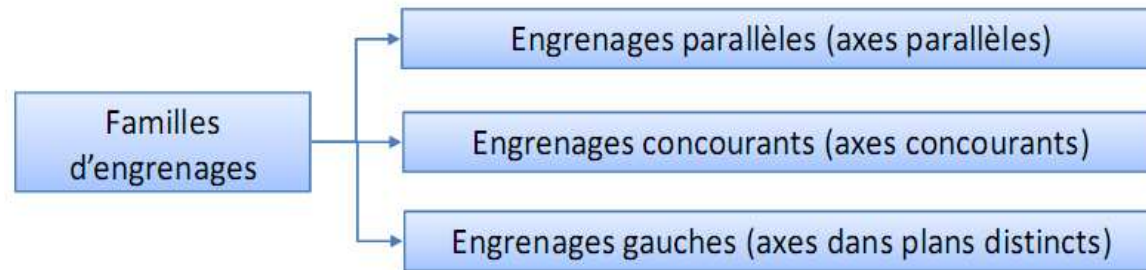 Familles
d'engrenages
Engrenages parallèles (axes parallèles)
Engrenages concourants (axes concourants)
Engrenages gauches (axes dans plans distincts)